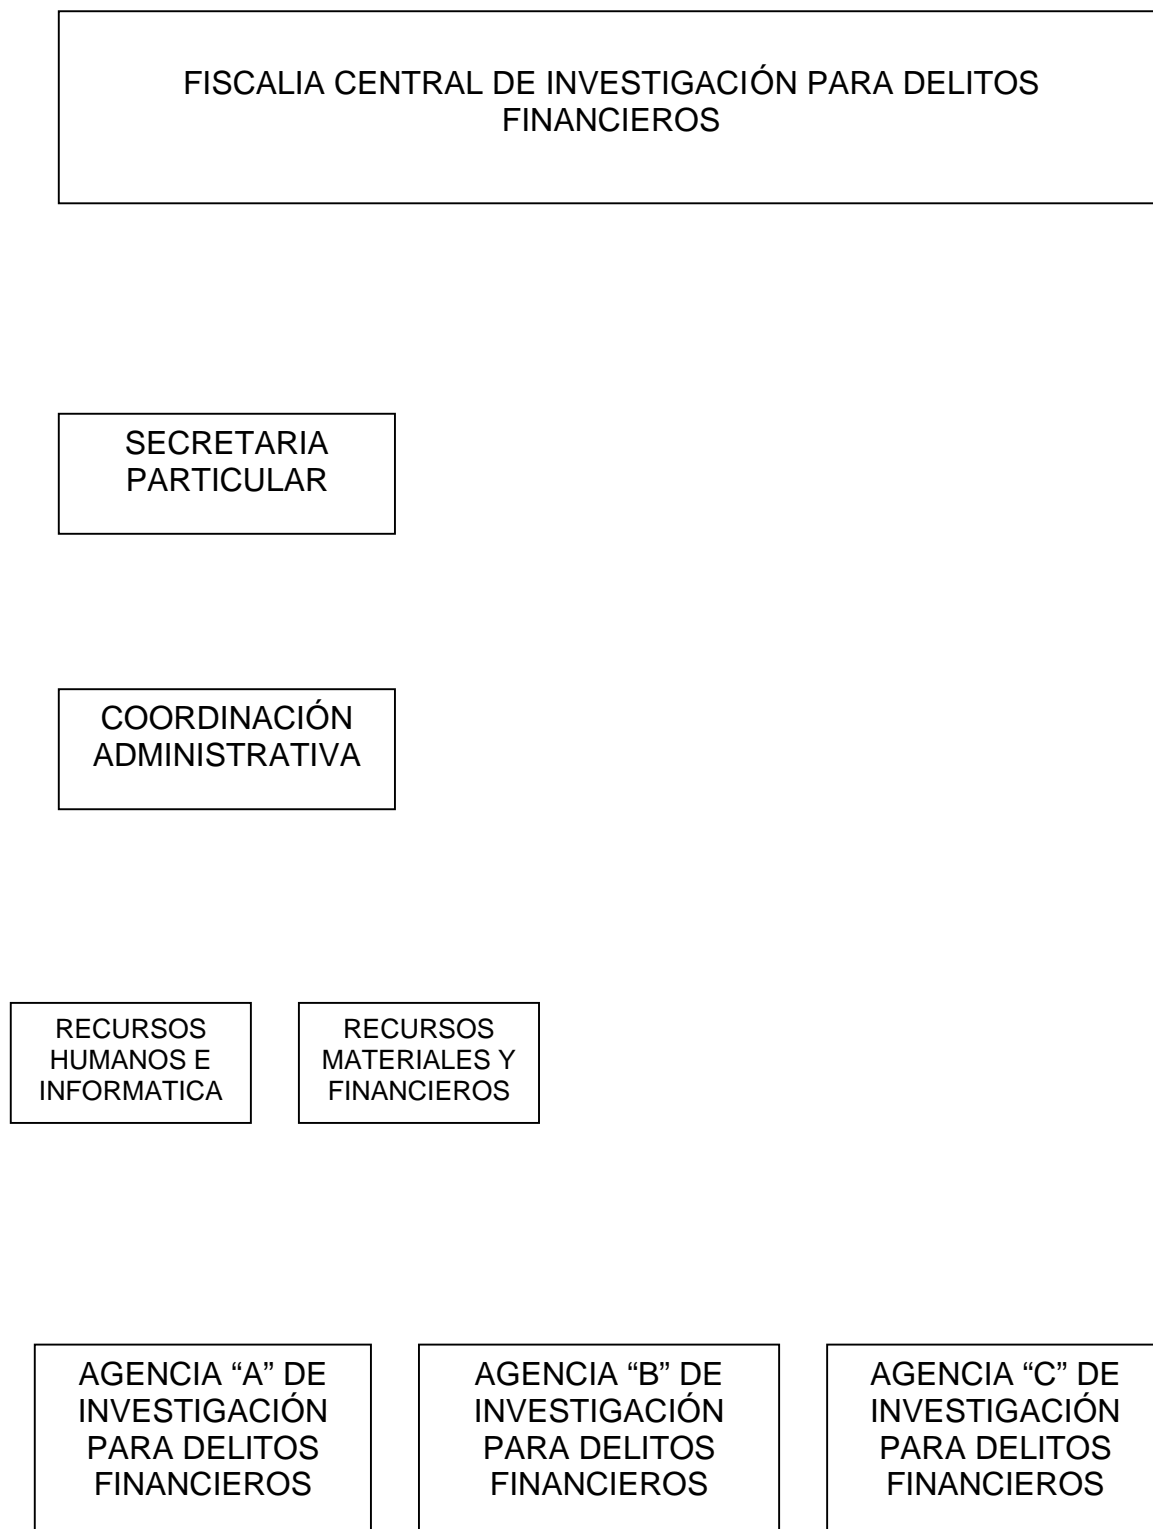 FISCALIA CENTRAL DE INVESTIGACIÓN PARA DELITOS
FINANCIEROS
SECRETARIA
PARTICULAR
COORDINACIÓN
ADMINISTRATIVA
RECURSOS
HUMANOS E
INFORMATICA
RECURSOS
MATERIALES Y
FINANCIEROS
AGENCIA “A” DE
INVESTIGACIÓN
PARA DELITOS
FINANCIEROS
AGENCIA “B” DE
INVESTIGACIÓN
PARA DELITOS
FINANCIEROS
AGENCIA “C” DE
INVESTIGACIÓN
PARA DELITOS
FINANCIEROS